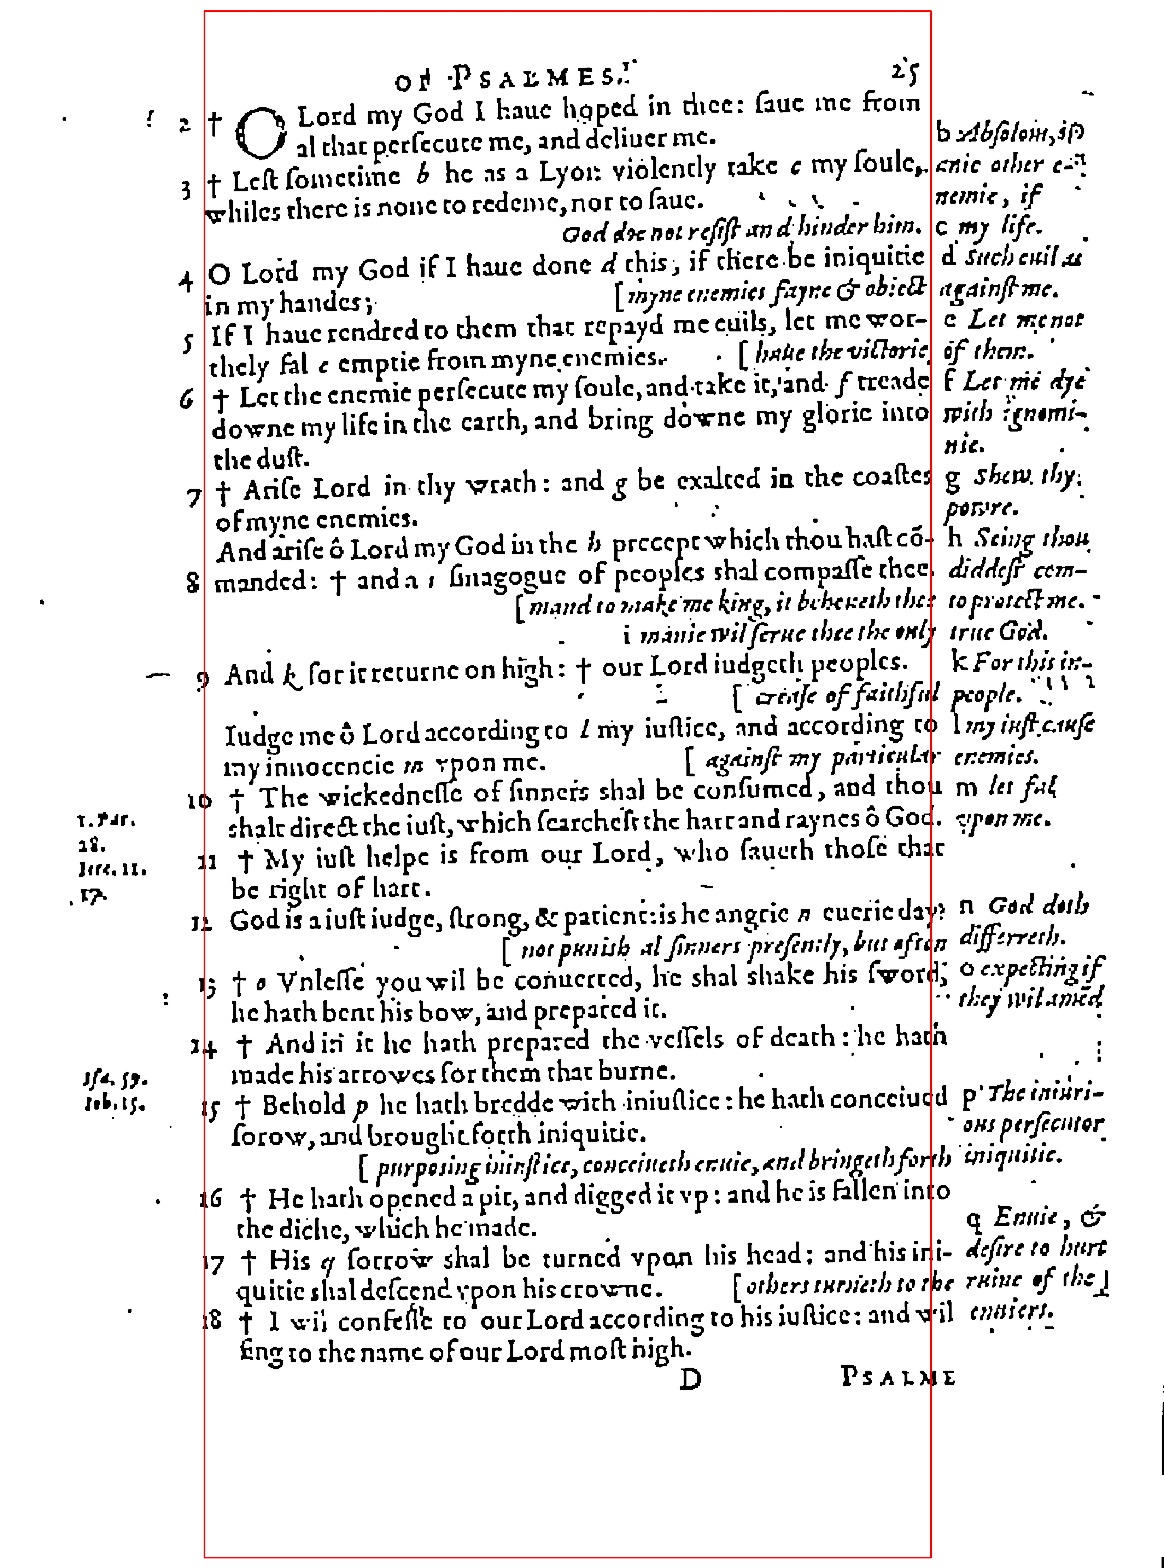 OF PSALMES. 25
2 † O Lord my God I haue hoped in thee: ſaue me from
al that perſecute me, and deliuer me.
b Abſolom, is
3 † Leſt ſometime b he as a Lyon violently take c my ſoule,
anie other e-
whiles there is none to redeme, nor to ſaue.
nemie, if
God doe not reſiſt and hinder him. c my life.
4 O Lord my God if I haue done d this, if there be iniquitie
d Such euil as
in my handes; [myne enemies fayne & obiect againſt me.
5 If I haue rendred to them that repayd me euils, let me wor-
e Let me not
thely fal e emptie from myne enemies. [haue the victorie of them.
6 † Let the enemie perſecute my ſoule, and take it, and f treade
f Let me dye
downe my life in the earth, and bring downe my glorie into
with ignomi-
the duſt.
nie.
7 † Ariſe Lord in thy wrath: and g be exalted in the coaſtes
g Shew thy
of myne enemies.
powre.
And ariſe ô Lord my God in the h precept which thou haſt cō-
h Seing thou
8 manded: † and a i ſinagogue of peoples shal compaſſe thee.
diddeſt com-
[mand to make me king, it behoueth thee to protect me.
i manie wil ſerue thee the only true God.
9 And k for it returne on high: † our Lord iudgeth peoples.
k For this in-
[creaſe of faithful people.
Iudge me ô Lord according to l my iuſtice, and according to
l my iuſt cauſe
my innocencie m vpon me. [againſt my particular enemies.
10 † The wickedneſſe of ſinners shal be conſumed, and thou
m let fal
1. Par. 28.
shalt direct the iuſt, which ſearcheſt the hart and raynes ô God.
vpon me.
Iere. 11. 17.
11 † My iuſt helpe is from our Lord, who ſaueth thoſe that
be right of hart.
12 God is a iuſt iudge, ſtrong, & patient: is he angrie n euerie day?
n God doth
[not punish al ſinners preſently, but often differreth.
13 † o Vnleſſe you wil be conuerted, he shal shake his ſword;
o expecting if
he hath bent his bow, and prepared it.
they wil amēd
14 † And in it he hath prepared the veſſels of death: he hath
made his arrowes for them that burne.
Iſa. 59.
Iob. 15.
15 † Behold p he hath bredde with iniuſtice: he hath conceiued
p The iniuri-
ſorow, and brought forth iniquitie.
ous perſecutor
[purpoſing iniuſtice, conceiueth enuie, and bringeth forth iniquitie.
16 † He hath opened a pit, and digged it vp: and he is fallen into
the diche, which he made.
q Enuie, &
17 † His q ſorrow shal be turned vpon his head: and his ini-
deſire to hurt
quitie shal deſcend vpon his crowne. [others turneth to the ruine of the
18 † I wil confeſſe to our Lord according to his iuſtice: and wil
enuiers.
ſing to the name of our Lord moſt high.
D PSALME